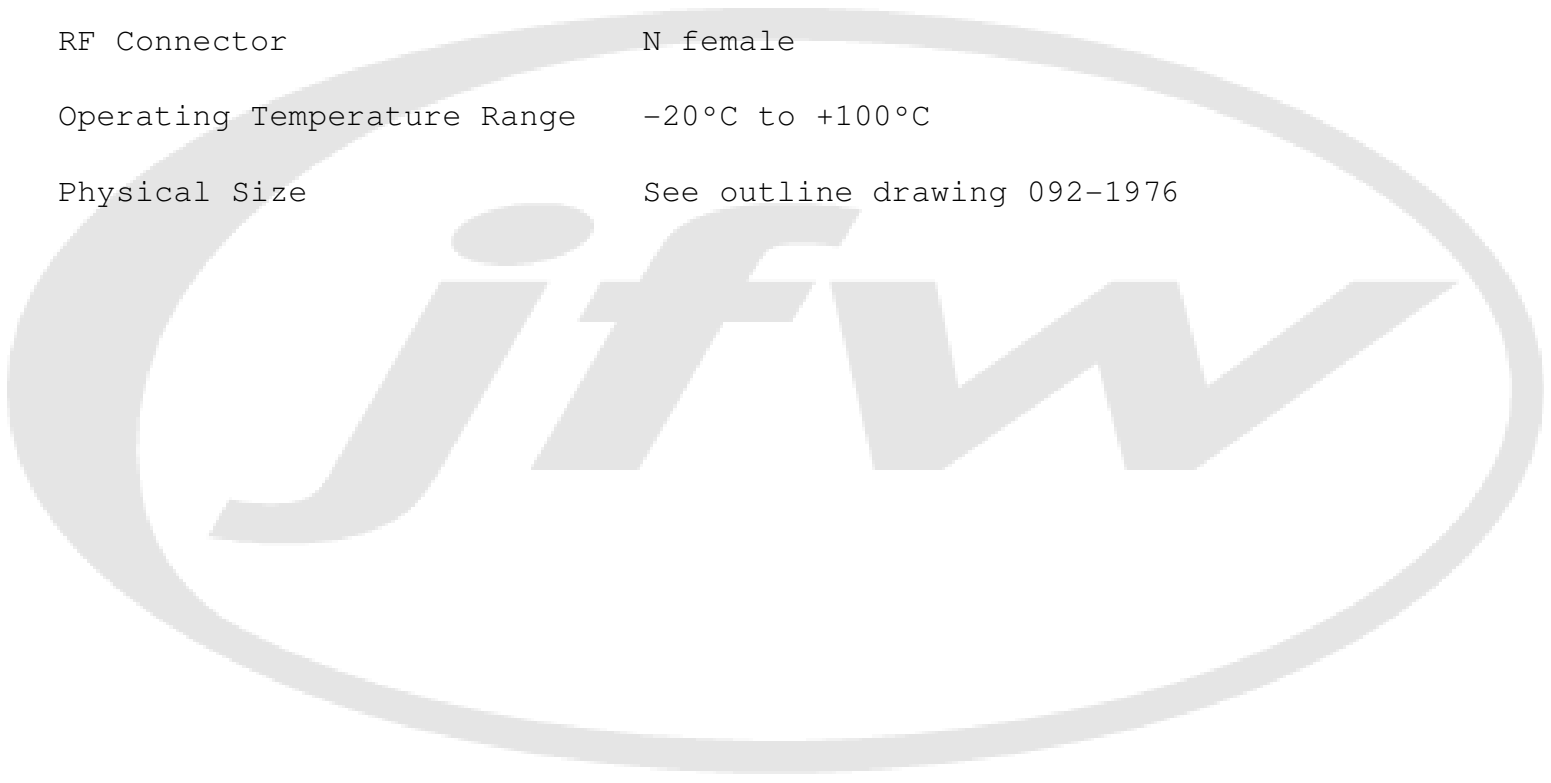 RF Connector N female
Operating Temperature Range -20°C to +100°C
Physical Size See outline drawing 092-1976
jfw